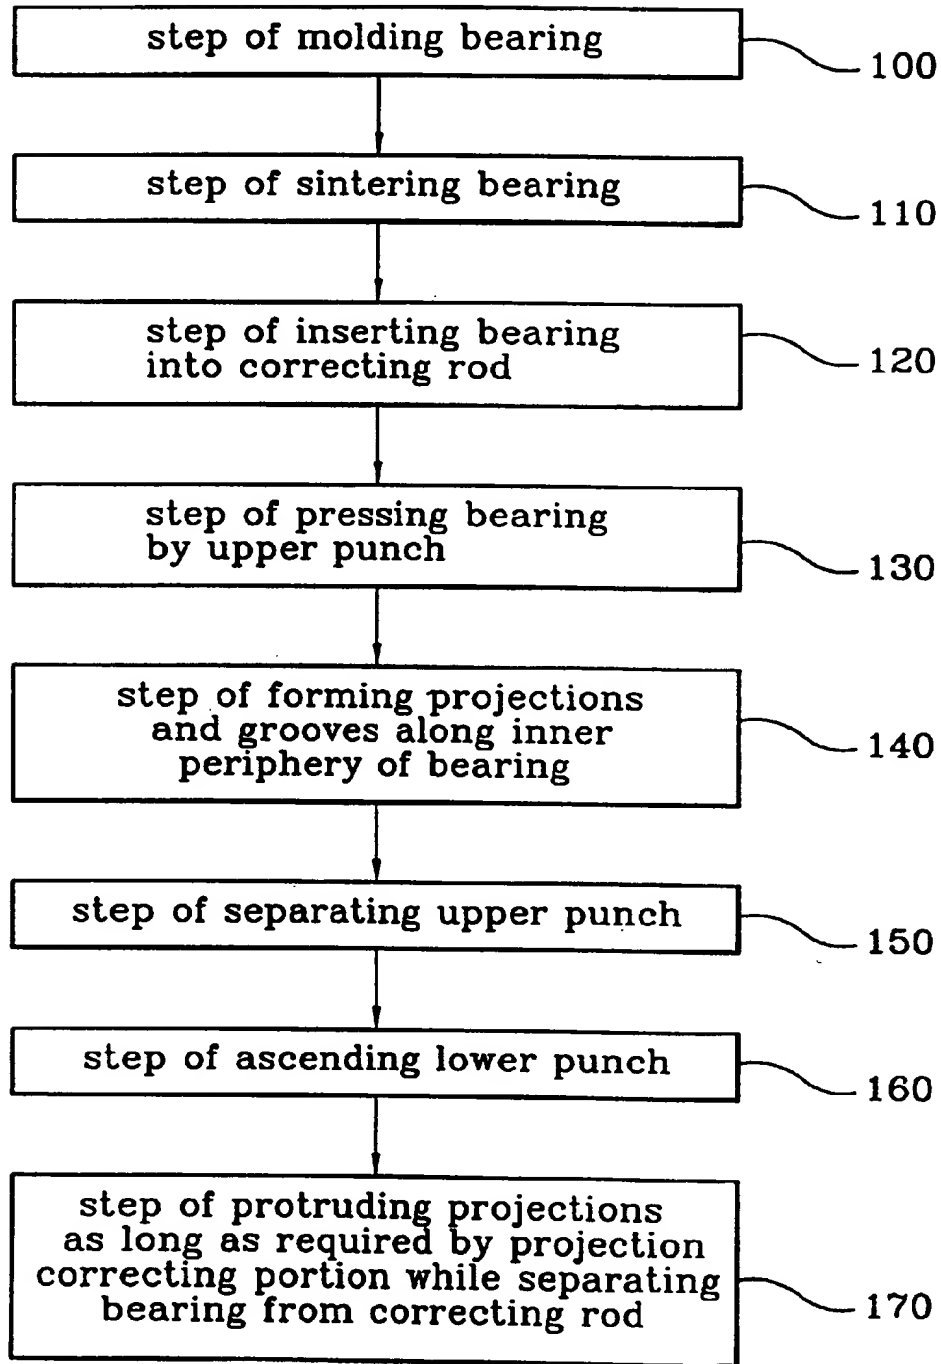 step of molding bearing
100
step of sintering bearing
110
step of inserting bearing
into correcting rod
120
step of pressing bearing
by upper punch
130
step of forming projections
and grooves along inner
periphery of bearing
140
step of separating upper punch
150
step of ascending lower punch
160
step of protruding projections
as long as required by projection
correcting portion while separating
bearing from correcting rod
170